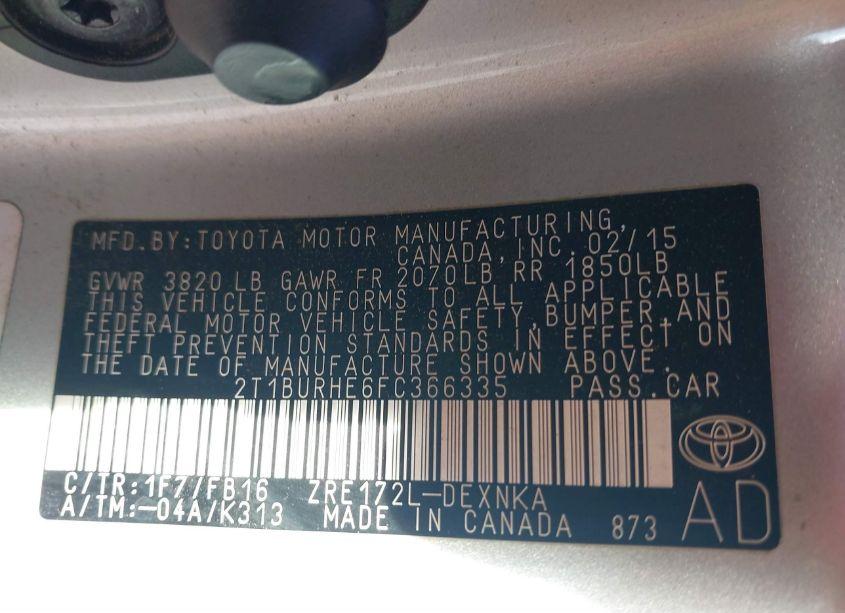 MFD.BY:TOYOTA MOTOR MANUFACTURING,
CANADA,INC. 02/15
GVWR 3820 LB GAWR FR 2070LB RR 1850LB
THIS VEHICLE CONFORMS TO ALL APPLICABLE
FEDERAL MOTOR VEHICLE SAFETY,BUMPER,AND
THEFT PREVENTION STANDARDS IN EFFECT ON
THE DATE OF MANUFACTURE SHOWN ABOVE.
2T1BURHE6FC366335 PASS.CAR
C/TR:1F7/FB16 ZRE172L-DEXNKA
A/TM:-04A/K313 MADE IN CANADA 873 AD